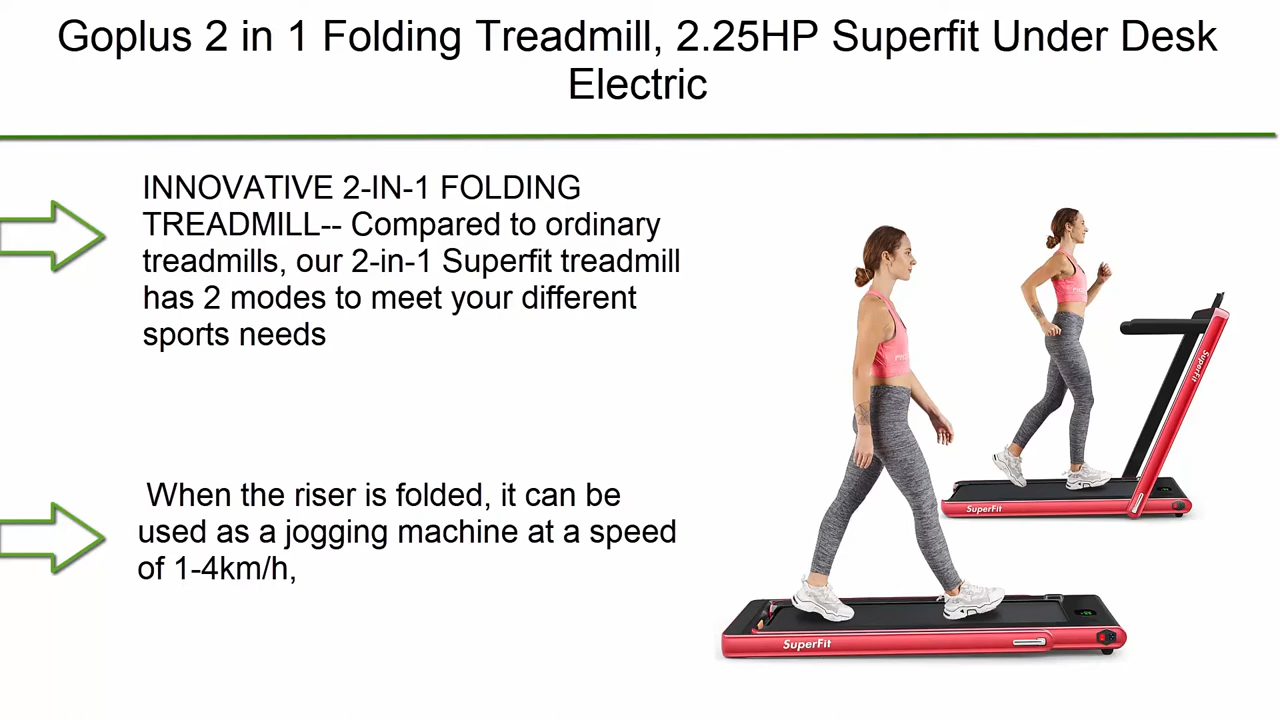 Goplus 2 in 1 Folding Treadmill, 2.25HP Superfit Under Desk
Electric
INNOVATIVE 2-IN-1 FOLDING
TREADMILL-- Compared to ordinary
treadmills, our 2-in-1 Superfit treadmill
has 2 modes to meet your different
sports needs
When the riser is folded, it can be
used as a jogging machine at a speed
of 1-4km/h,
SuperFit
SuperFit
SuperFit